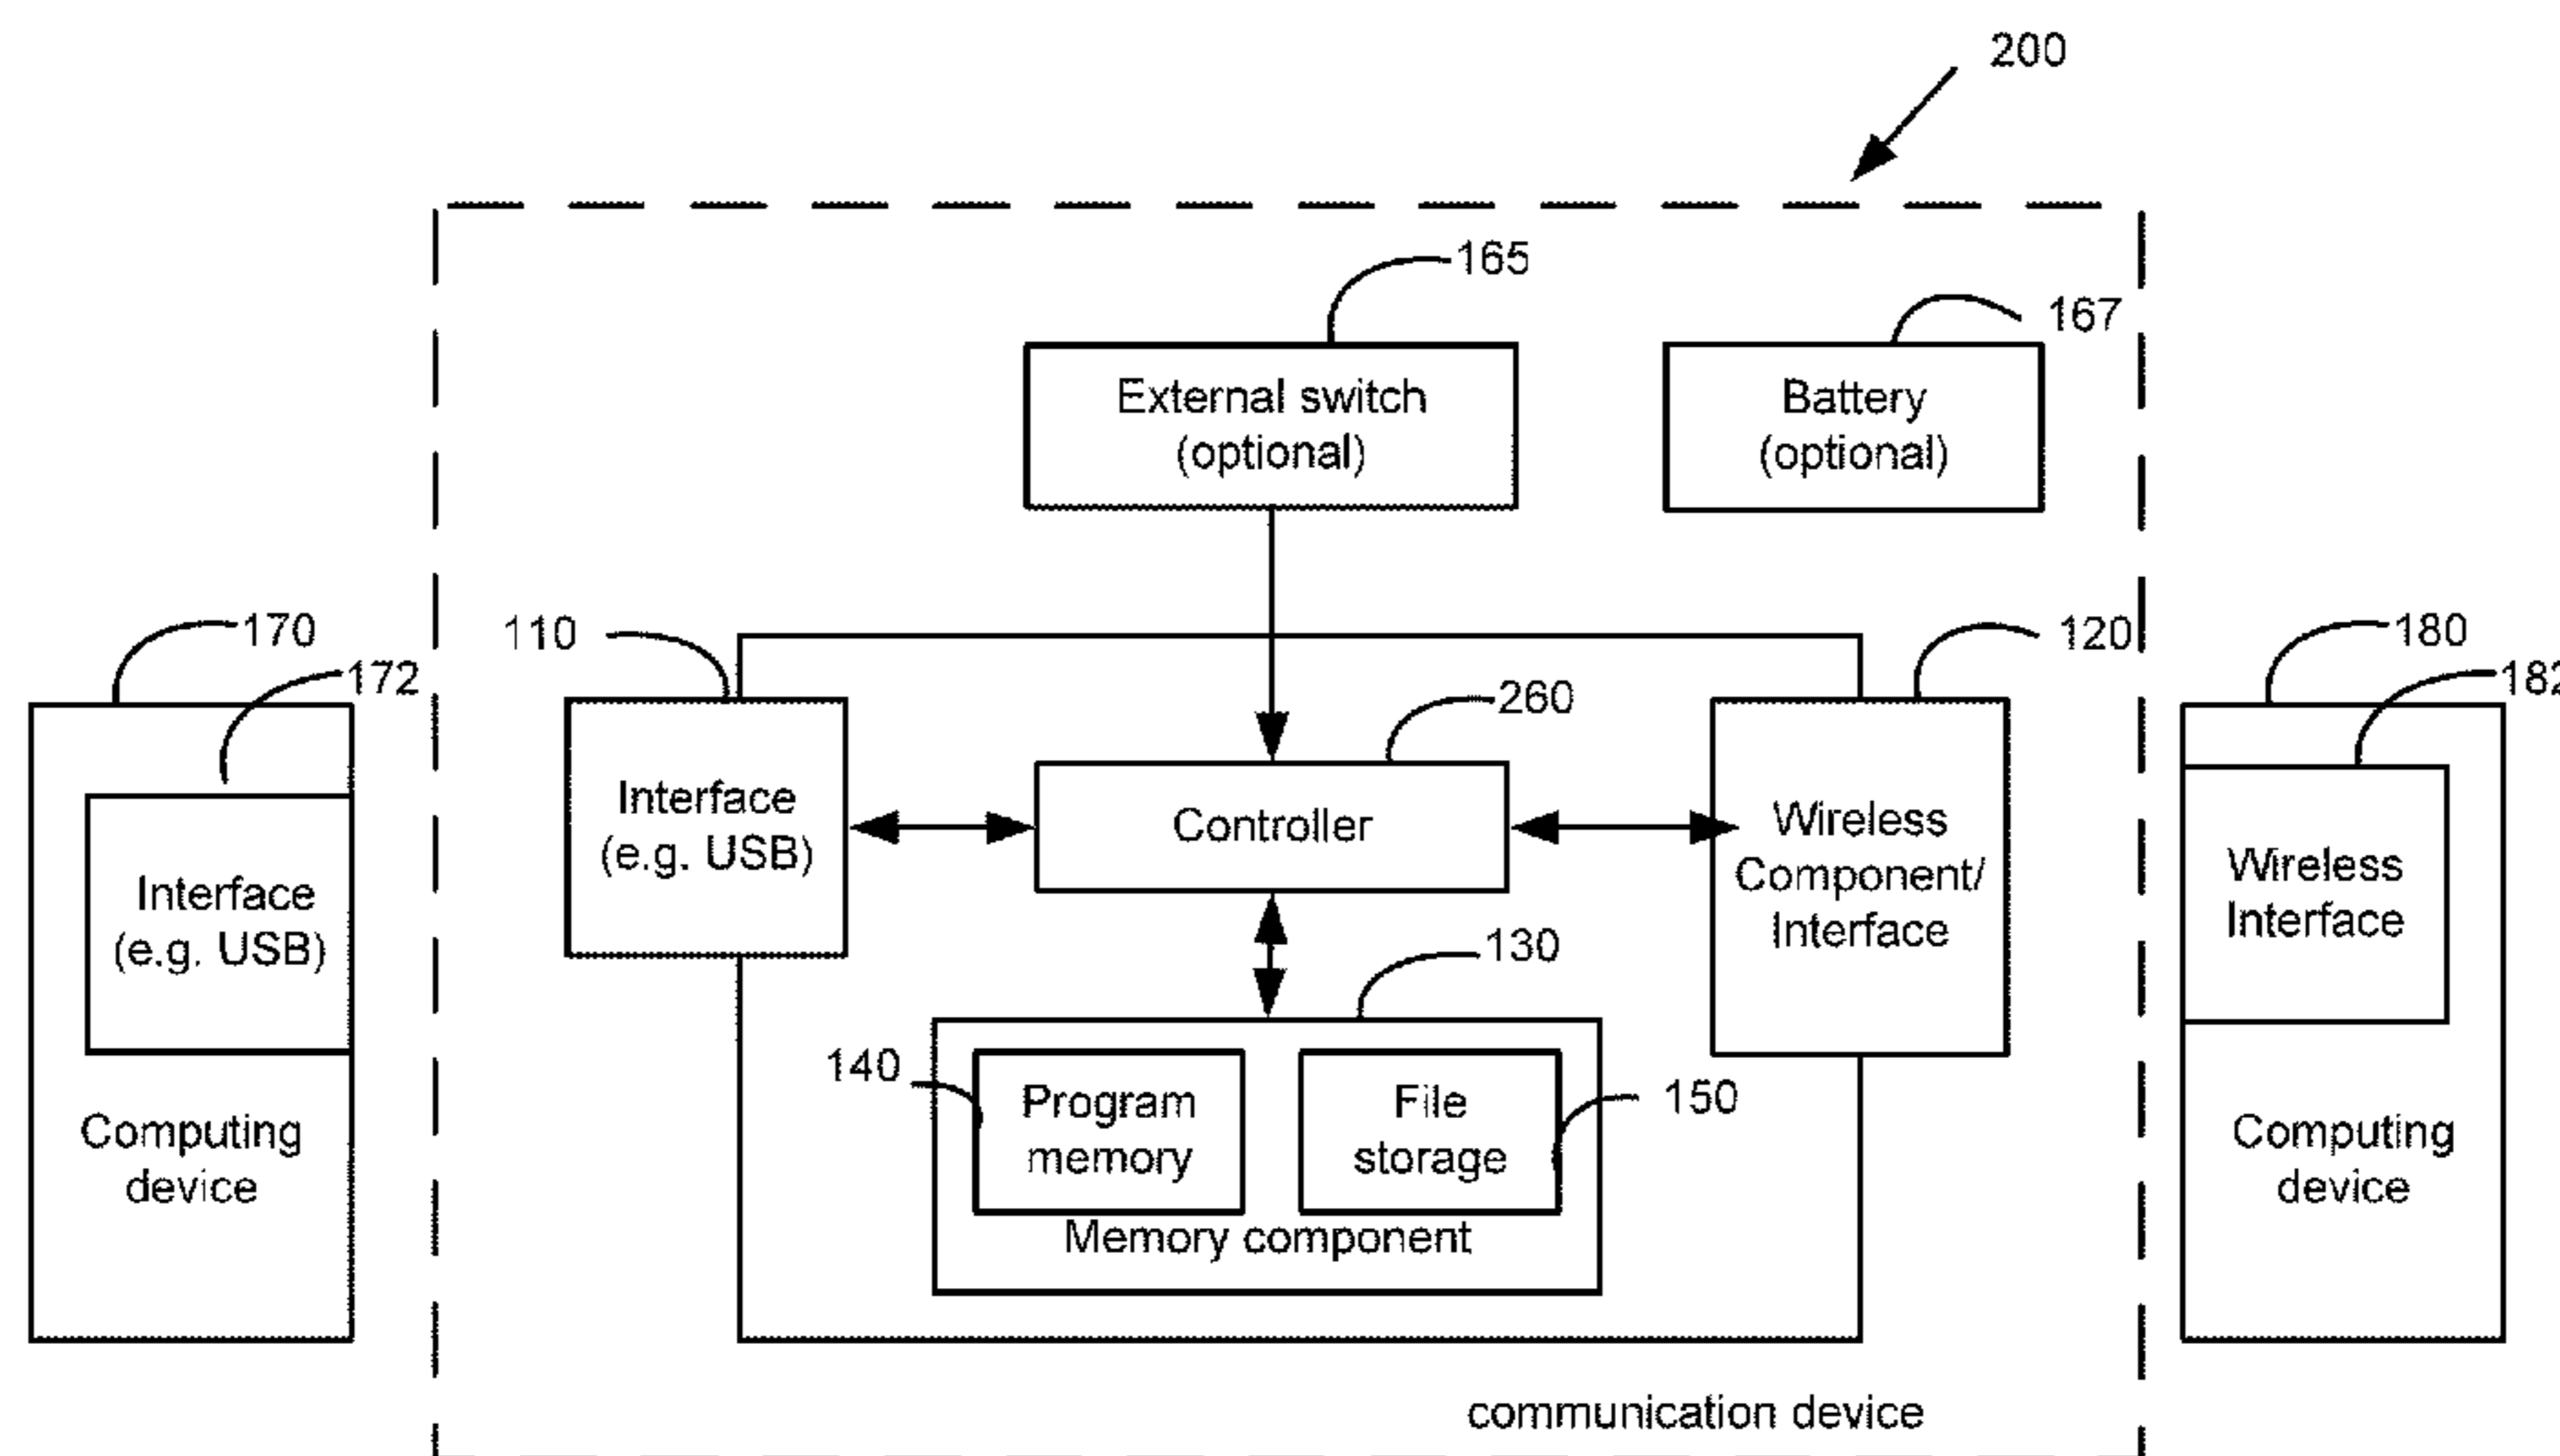 200
165
167
External switch
(optional)
Battery
(optional)
170
172
110
120
180
182
260
Interface
(e.g. USB)
Controller
Wireless
Component/
Interface
Interface
(e.g. USB)
Wireless
Interface
130
140
150
Program
memory
File
storage
Memory component
Computing
device
Computing
device
communication device